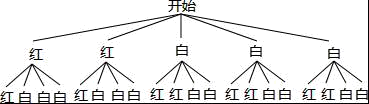 开始
红 红 白 白 白
红 白 白 白 红 白 白 白 红 红 白 白 红 红 白 白 红 红 白 白